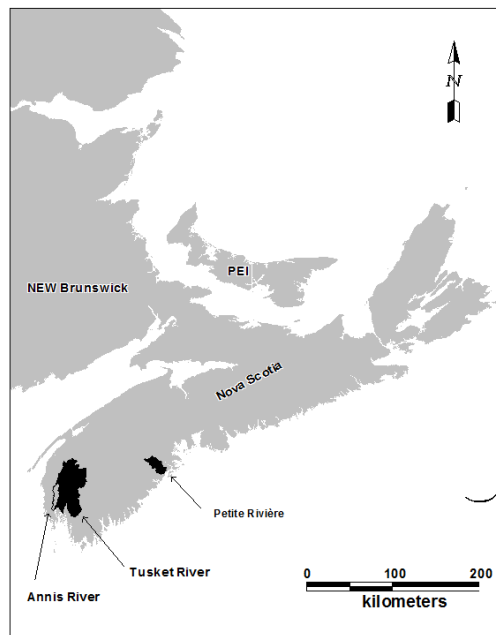 N
PEI
NEW Brunswick
Nova Scotia
Petite Rivière
Tusket River
Annis River
0 100 200
kilometers